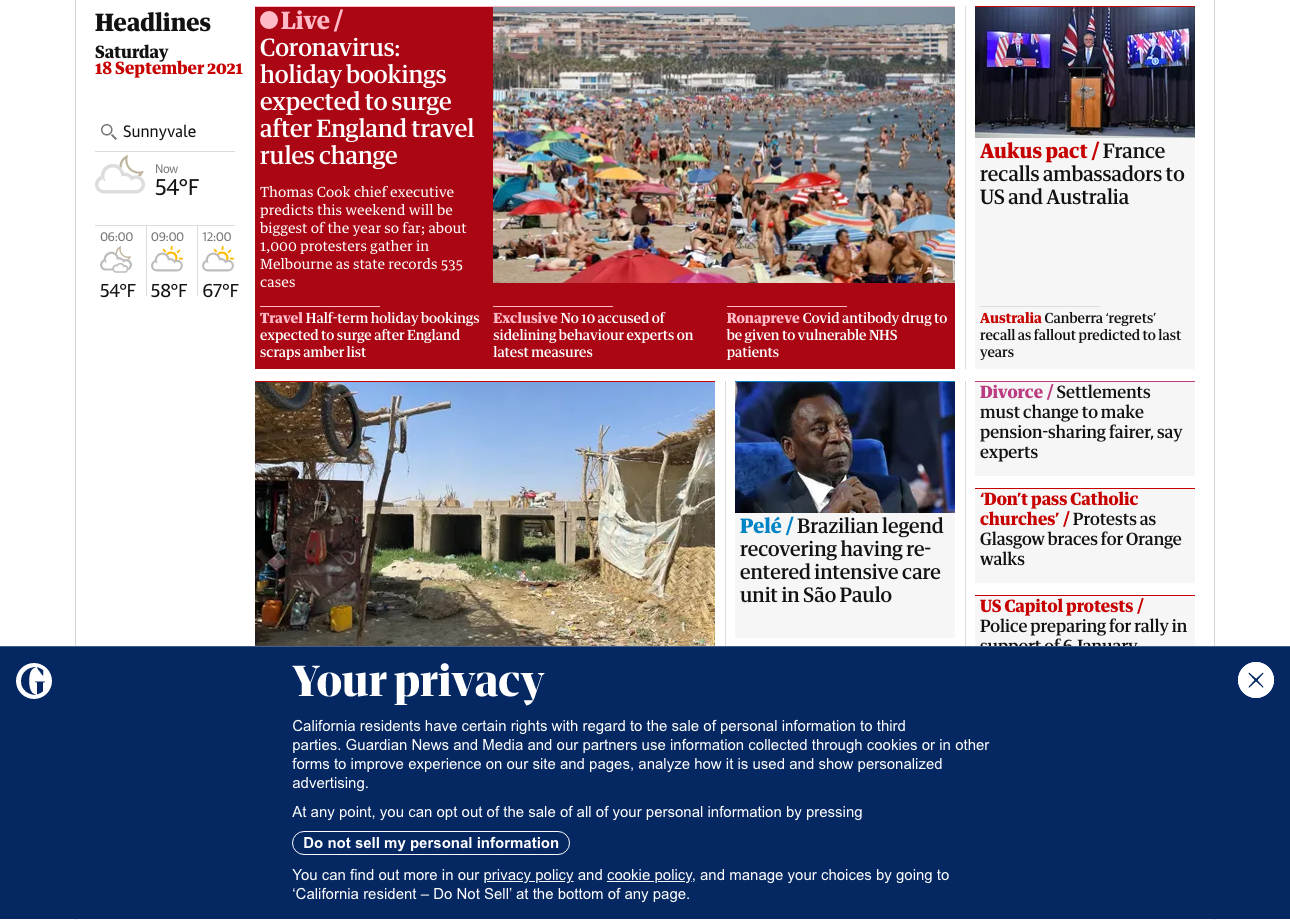 Headlines
Saturday
18 September 2021
Sunnyvale
Now
54°F
06:00
09:00
12:00
54°F
58°F
67°F
Live /
Coronavirus:
holiday bookings
expected to surge
after England travel
rules change
Thomas Cook chief executive
predicts this weekend will be
biggest of the year so far; about
1,000 protesters gather in
Melbourne as state records 535
cases
Travel Half-term holiday bookings
expected to surge after England
scraps amber list
Exclusive No 10 accused of
sidelining behaviour experts on
latest measures
Ronapreve Covid antibody drug to
be given to vulnerable NHS
patients
Aukus pact / France
recalls ambassadors to
US and Australia
Australia Canberra ‘regrets’
recall as fallout predicted to last
years
Pelé / Brazilian legend
recovering having re-
entered intensive care
unit in São Paulo
Divorce / Settlements
must change to make
pension-sharing fairer, say
experts
‘Don’t pass Catholic
churches’ / Protests as
Glasgow braces for Orange
walks
US Capitol protests /
Police preparing for rally in
support of 6 January
G
Your privacy
California residents have certain rights with regard to the sale of personal information to third
parties. Guardian News and Media and our partners use information collected through cookies or in other
forms to improve experience on our site and pages, analyze how it is used and show personalized
advertising.
At any point, you can opt out of the sale of all of your personal information by pressing
Do not sell my personal information
You can find out more in our privacy policy and cookie policy, and manage your choices by going to
‘California resident – Do Not Sell’ at the bottom of any page.